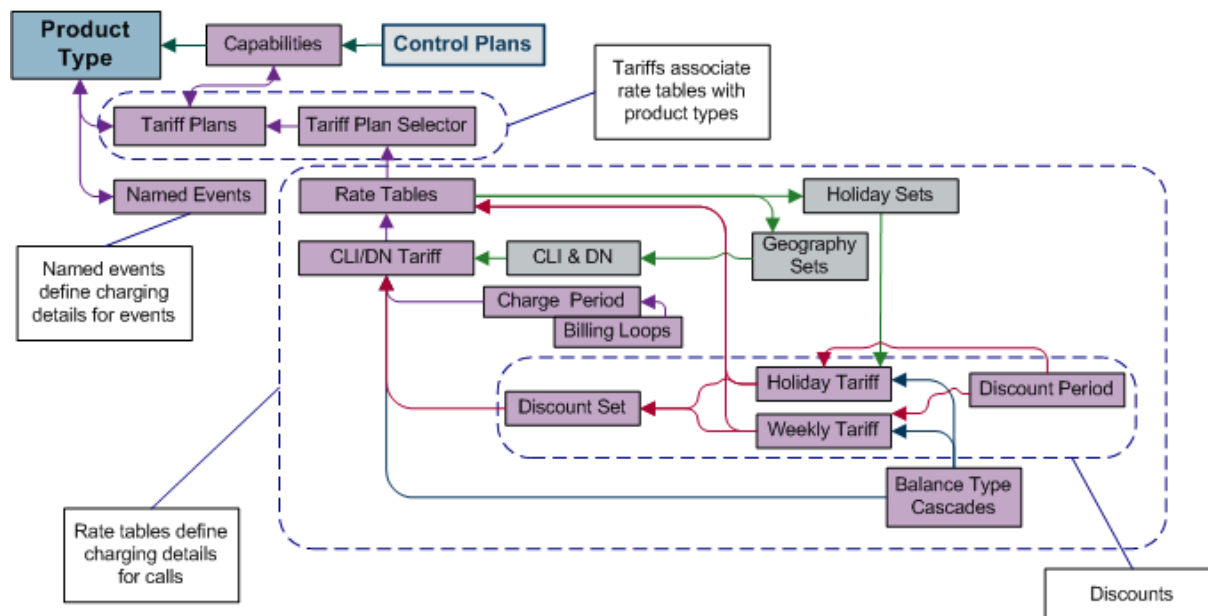 Product
Type
Capabilities
Control Plans
Tariffs associate
rate tables with
product types
Tariff Plans
Tariff Plan Selector
Named Events
Rate Tables
Holiday Sets
Named events
define charging
details for events
CLI/DN Tariff
CLI & DN
Geography
Sets
Charge Period
Billing Loops
Holiday Tariff
Discount Period
Discount Set
Weekly Tariff
Balance Type
Cascades
Rate tables define
charging details
for calls
Discounts